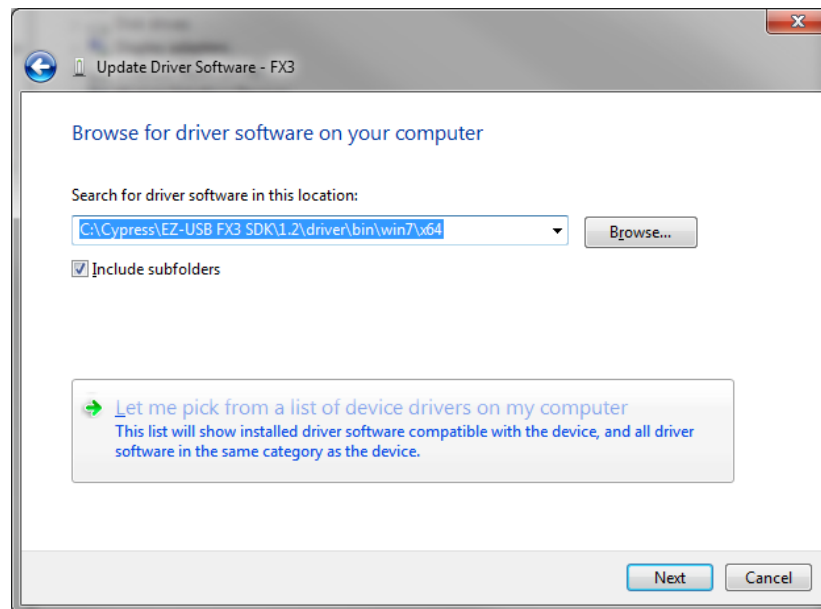 Update Driver Software - FX3
Browse for driver software on your computer
Search for driver software in this location:
C:\Cypress\EZ-USB FX3 SDK\1.2\driver\bin\win7\x64
Browse...
Include subfolders
Let me pick from a list of device drivers on my computer
This list will show installed driver software compatible with the device, and all driver
software in the same category as the device.
Next
Cancel